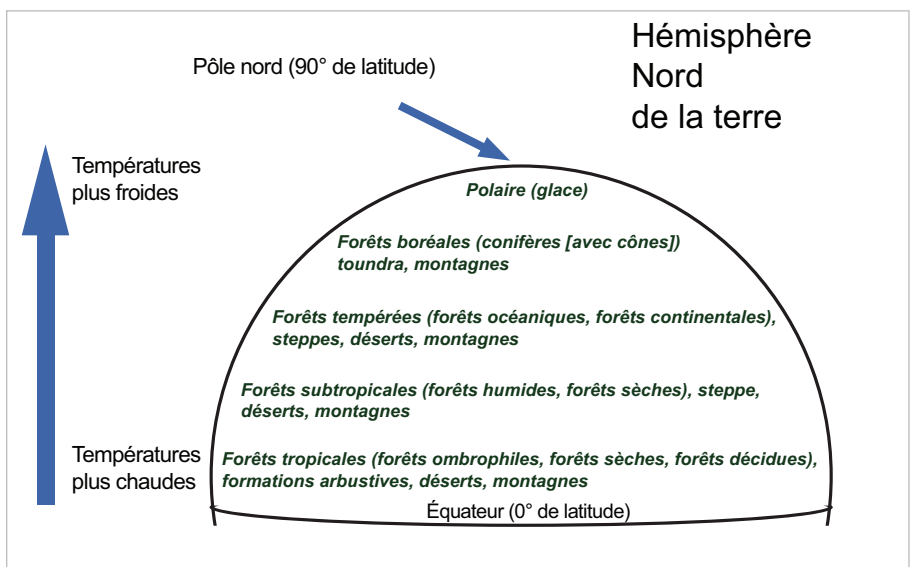 Hémisphère
Nord
de la terre
Pôle nord (90° de latitude)
Températures
plus froides
Polaire (glace)
Forêts boréales (conifères [avec cônes])
toundra, montagnes
Forêts tempérées (forêts océaniques, forêts continentales),
steppes, déserts, montagnes
Forêts subtropicales (forêts humides, forêts sèches), steppe,
déserts, montagnes
Températures
plus chaudes
Forêts tropicales (forêts ombrophiles, forêts sèches, forêts décidues),
formations arbustives, déserts, montagnes
Équateur (0° de latitude)